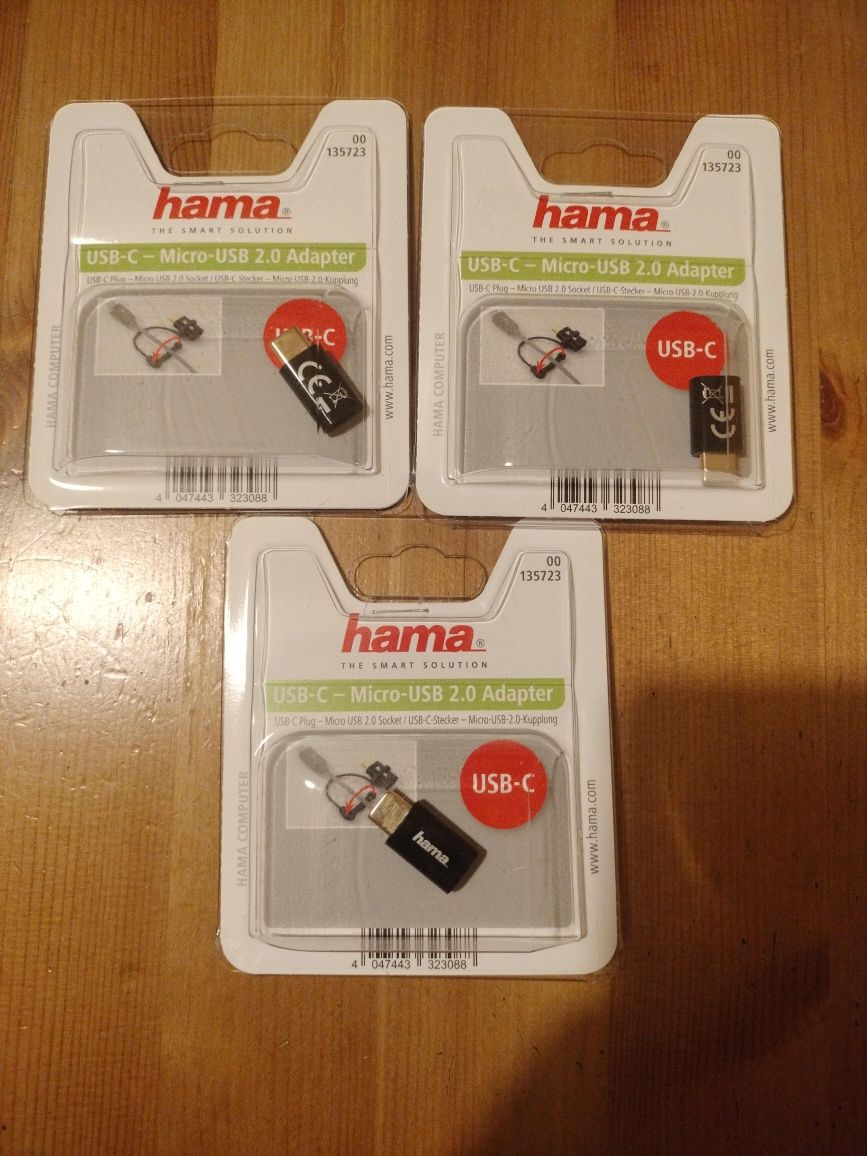 00
135723
hama®
THE SMART SOLUTION
USB-C – Micro-USB 2.0 Adapter
USB-C Plug – Micro USB 2.0 Socket / USB-C-Stecker – Micro-USB-2.0-Kupplung
USB-C
CE
HAMA COMPUTER
www.hama.com
4 047443 323088
00
135723
hama®
THE SMART SOLUTION
USB-C – Micro-USB 2.0 Adapter
USB-C Plug – Micro USB 2.0 Socket / USB-C-Stecker – Micro-USB-2.0-Kupplung
USB-C
CE
HAMA COMPUTER
www.hama.com
4 047443 323088
00
135723
hama®
THE SMART SOLUTION
USB-C – Micro-USB 2.0 Adapter
USB-C Plug – Micro USB 2.0 Socket / USB-C-Stecker – Micro-USB-2.0-Kupplung
USB-C
hama
HAMA COMPUTER
www.hama.com
4 047443 323088